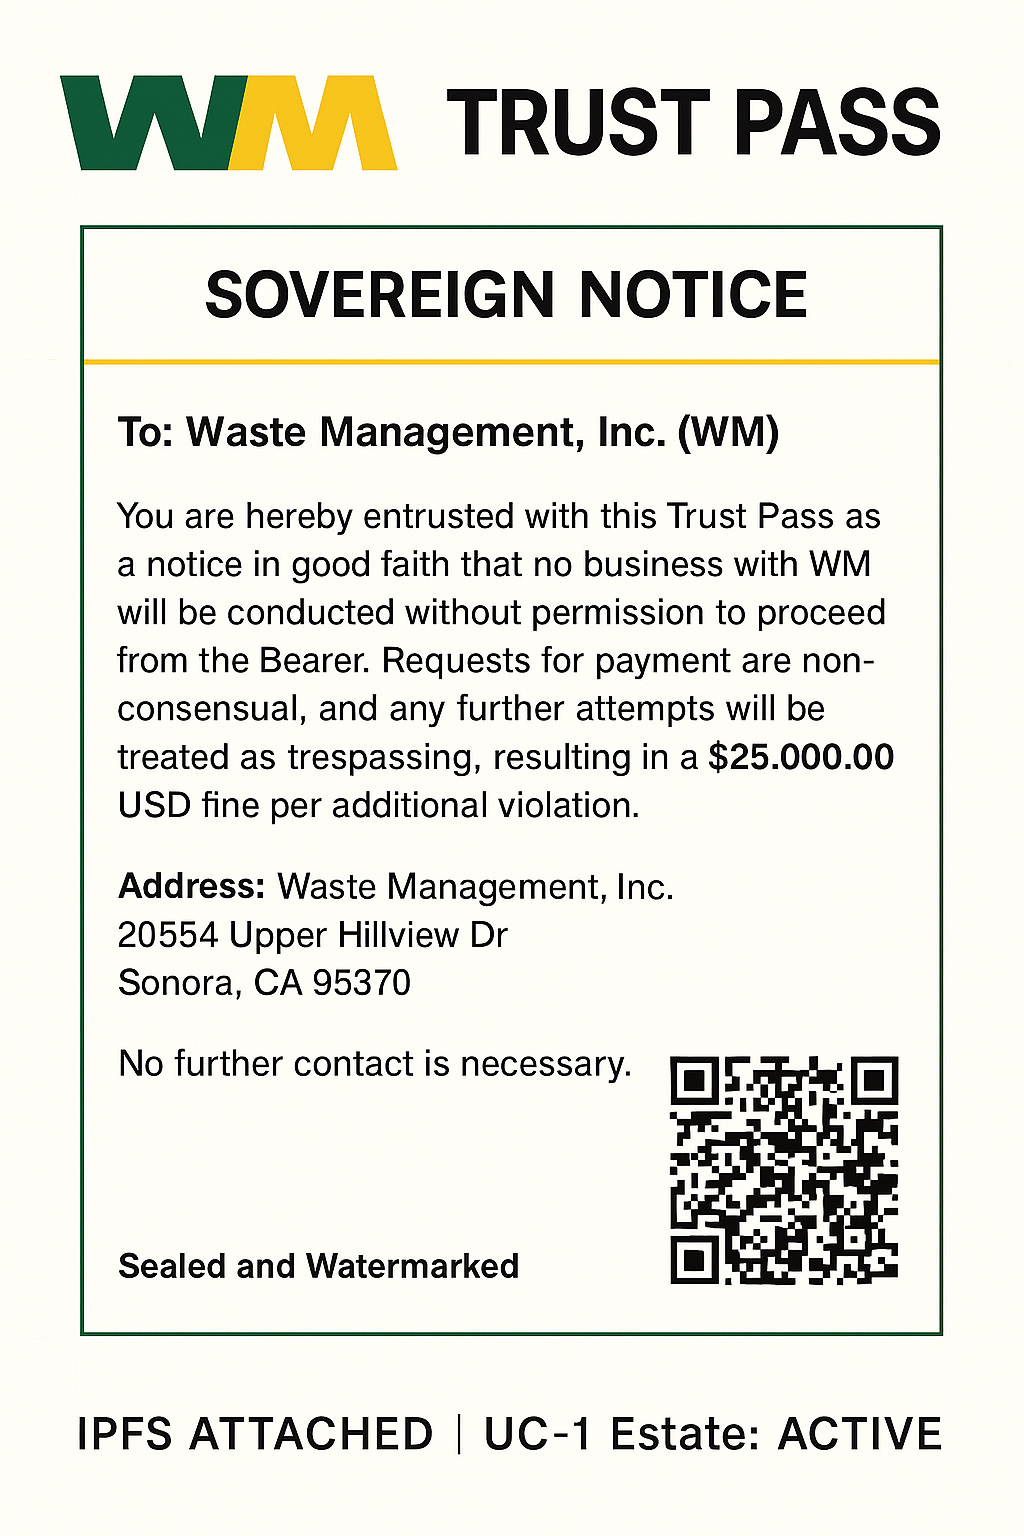 WM TRUST PASS
SOVEREIGN NOTICE
To: Waste Management, Inc. (WM)
You are hereby entrusted with this Trust Pass as
a notice in good faith that no business with WM
will be conducted without permission to proceed
from the Bearer. Requests for payment are non-
consensual, and any further attempts will be
treated as trespassing, resulting in a $25.000.00
USD fine per additional violation.
Address: Waste Management, Inc.
20554 Upper Hillview Dr
Sonora, CA 95370
No further contact is necessary.
Sealed and Watermarked
IPFS ATTACHED | UC-1 Estate: ACTIVE